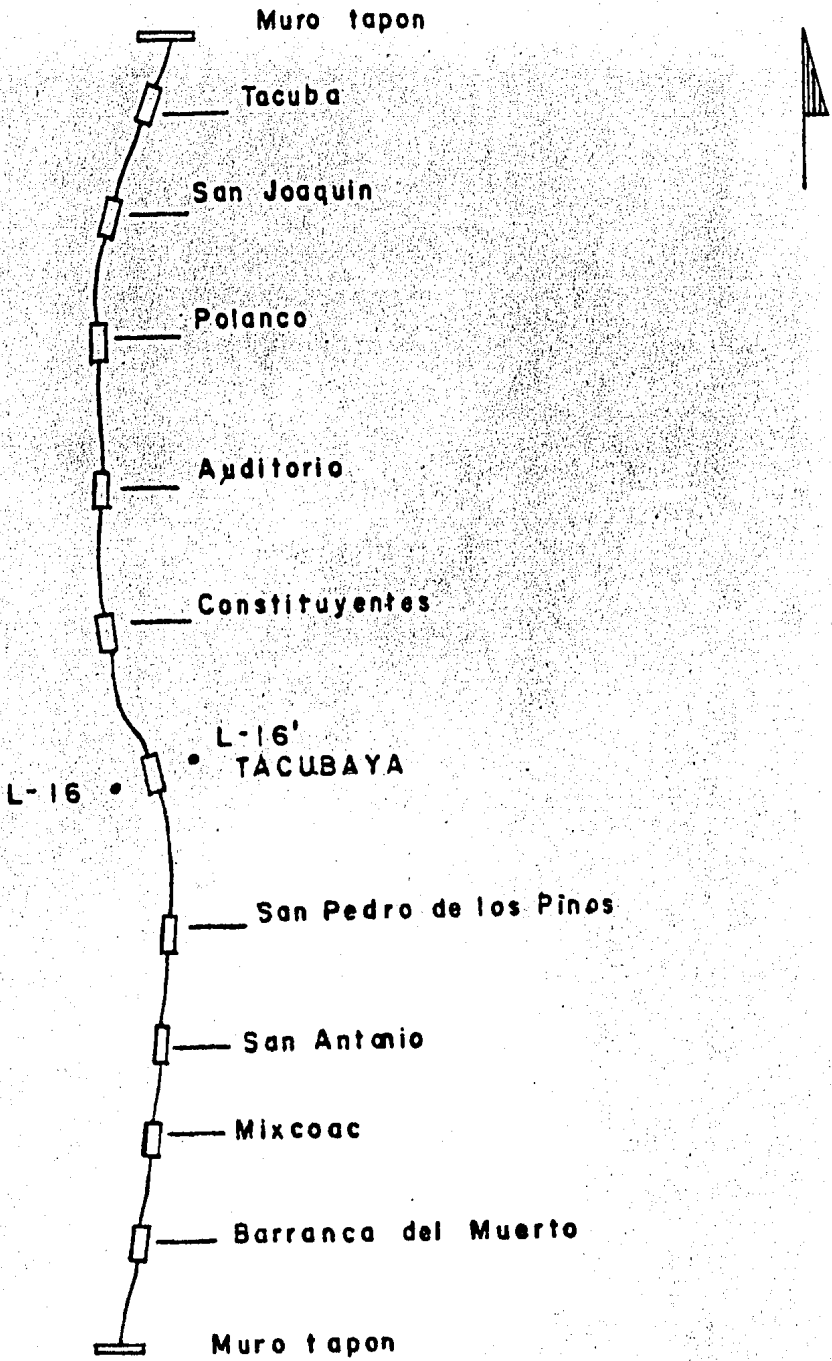 Muro tapon
Tacuba
San Joaquin
Polanco
Auditorio
Constituyentes
L-16'
TACUBAYA
L-16
San Pedro de los Pinos
San Antonio
Mixcoac
Barranca del Muerto
Muro tapon